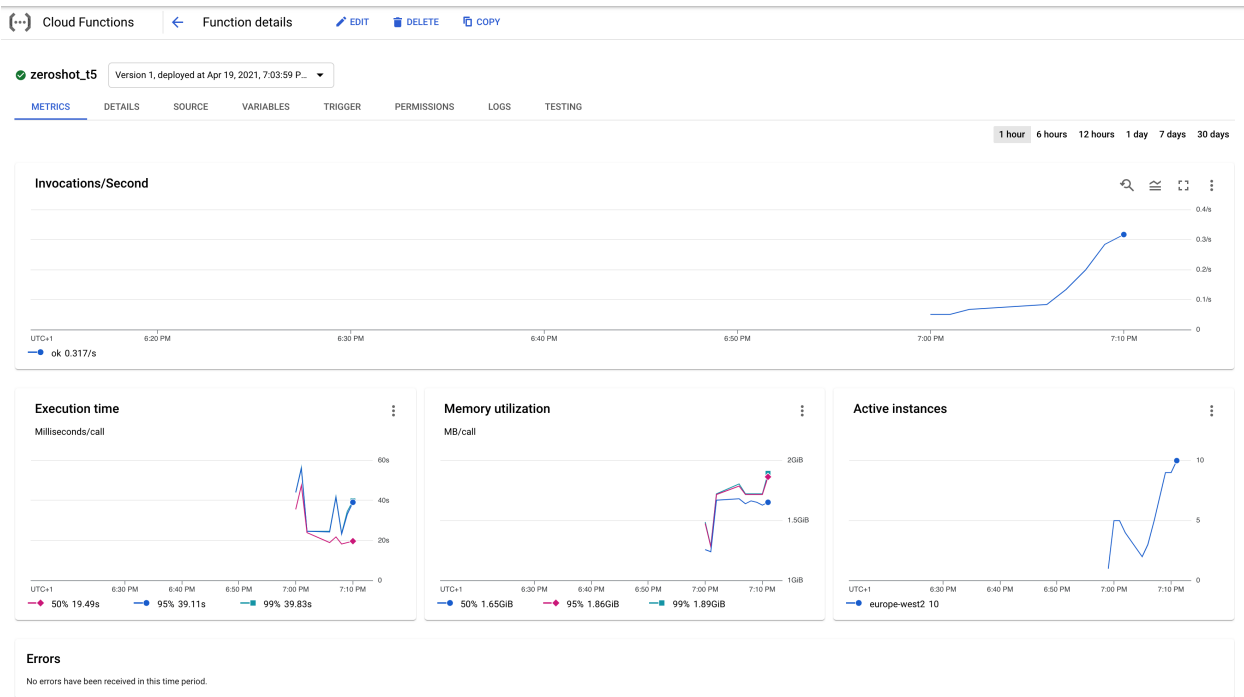 Cloud Functions Function details EDIT DELETE COPY
zeroshot_t5 Version 1, deployed at Apr 19, 2021, 7:03:59 P...
METRICS DETAILS SOURCE VARIABLES TRIGGER PERMISSIONS LOGS TESTING
1 hour 6 hours 12 hours 1 day 7 days 30 days
Invocations/Second
0.4/s
0.3/s
0.2/s
0.1/s
0
UTC+1 6:20 PM 6:30 PM 6:40 PM 6:50 PM 7:00 PM 7:10 PM
ok 0.317/s
Execution time
Milliseconds/call
60s
40s
20s
0
UTC+1 6:30 PM 6:40 PM 6:50 PM 7:00 PM 7:10 PM
50% 19.49s 95% 39.11s 99% 39.83s
Memory utilization
MB/call
2GiB
1.5GiB
1GiB
UTC+1 6:30 PM 6:40 PM 6:50 PM 7:00 PM 7:10 PM
50% 1.65GiB 95% 1.86GiB 99% 1.89GiB
Active instances
10
5
0
UTC+1 6:30 PM 6:40 PM 6:50 PM 7:00 PM 7:10 PM
europe-west2 10
Errors
No errors have been received in this time period.